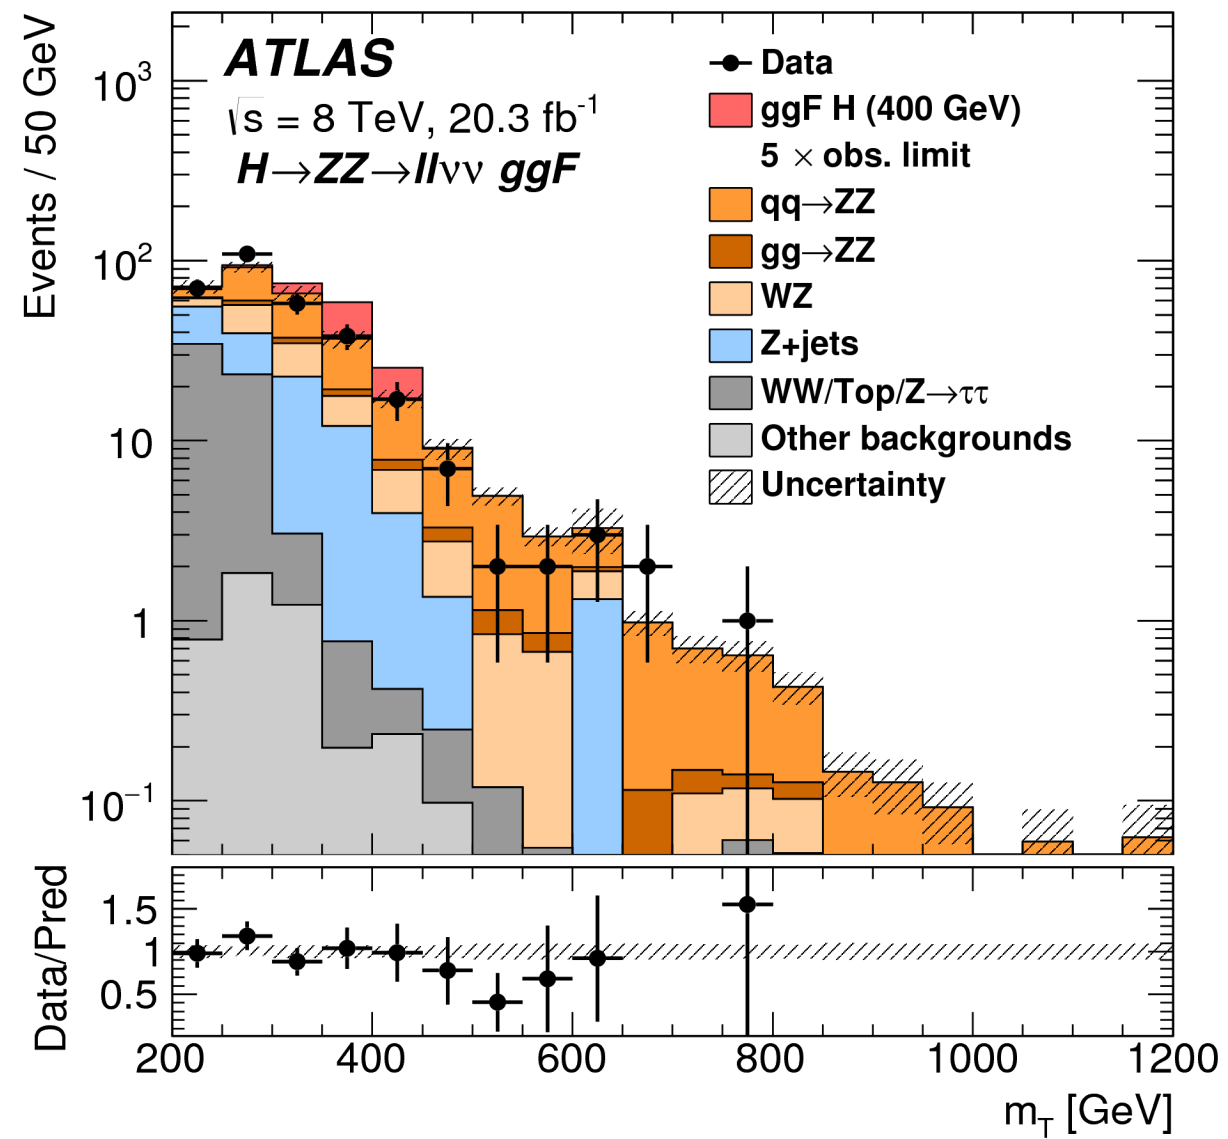 Events / 50 GeV
10³
10²
10
1
10⁻¹
ATLAS
√s = 8 TeV, 20.3 fb⁻¹
H→ZZ→llνν ggF
Data
ggF H (400 GeV)
5 × obs. limit
qq→ZZ
gg→ZZ
WZ
Z+jets
WW/Top/Z→ττ
Other backgrounds
Uncertainty
Data/Pred
1.5
1
0.5
200 400 600 800 1000 1200
m_T [GeV]